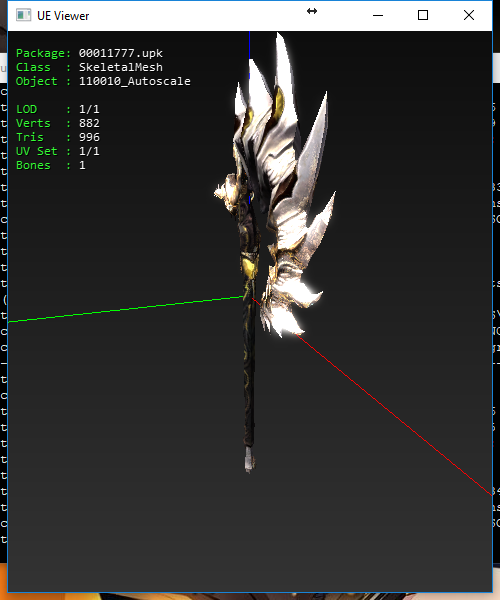 UE Viewer
Package: 00011777.upk
Class : SkeletalMesh
Object : 110010_Autoscale
LOD : 1/1
Verts : 882
Tris : 996
UV Set : 1/1
Bones : 1